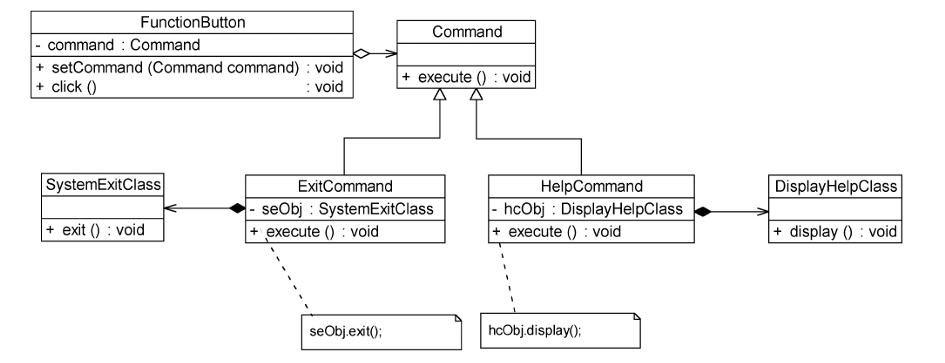 FunctionButton
- command : Command
+ setCommand (Command command) : void
+ click () : void
Command
+ execute () : void
SystemExitClass
+ exit () : void
ExitCommand
- seObj : SystemExitClass
+ execute () : void
HelpCommand
- hcObj : DisplayHelpClass
+ execute () : void
DisplayHelpClass
+ display () : void
seObj.exit();
hcObj.display();